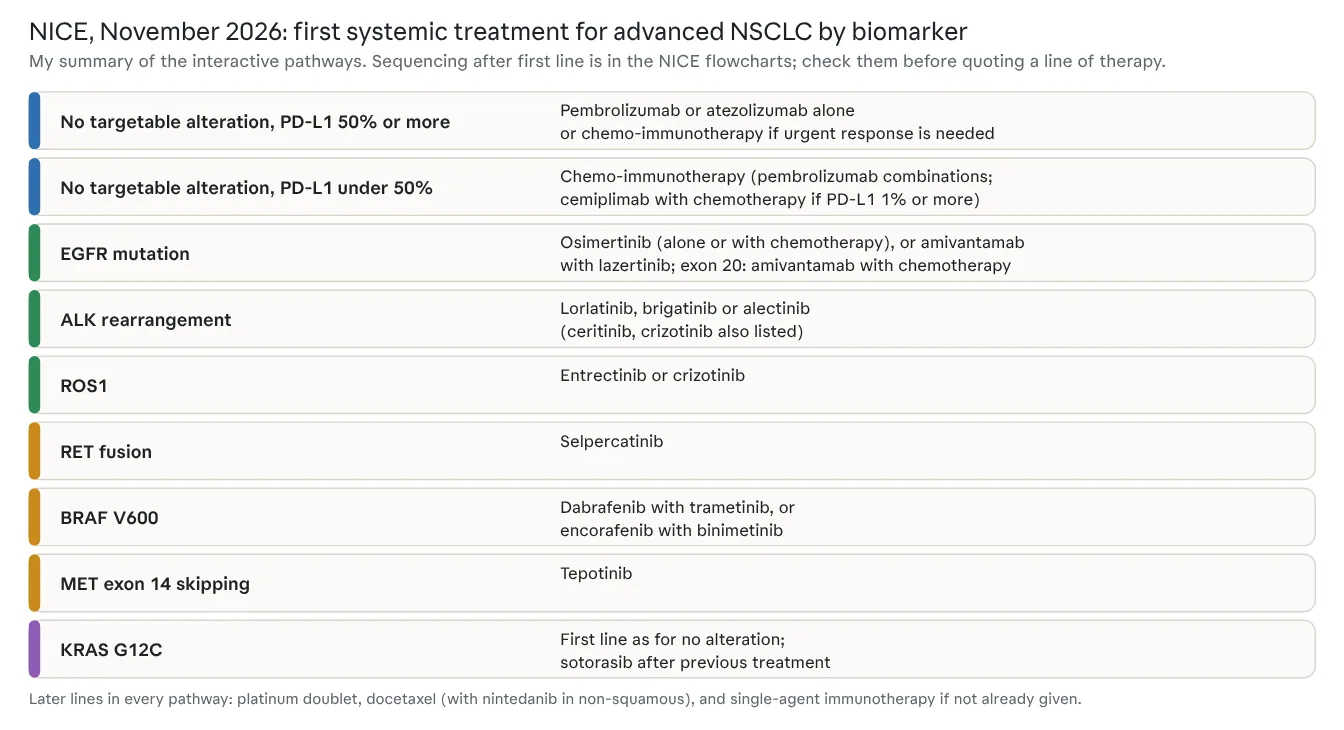 NICE, November 2026: first systemic treatment for advanced NSCLC by biomarker
My summary of the interactive pathways. Sequencing after first line is in the NICE flowcharts; check them before quoting a line of therapy.
No targetable alteration, PD-L1 50% or more
Pembrolizumab or atezolizumab alone
or chemo-immunotherapy if urgent response is needed
No targetable alteration, PD-L1 under 50%
Chemo-immunotherapy (pembrolizumab combinations;
cemiplimab with chemotherapy if PD-L1 1% or more)
EGFR mutation
Osimertinib (alone or with chemotherapy), or amivantamab
with lazertinib; exon 20: amivantamab with chemotherapy
ALK rearrangement
Lorlatinib, brigatinib or alectinib
(ceritinib, crizotinib also listed)
ROS1
Entrectinib or crizotinib
RET fusion
Selpercatinib
BRAF V600
Dabrafenib with trametinib, or
encorafenib with binimetinib
MET exon 14 skipping
Tepotinib
KRAS G12C
First line as for no alteration;
sotorasib after previous treatment
Later lines in every pathway: platinum doublet, docetaxel (with nintedanib in non-squamous), and single-agent immunotherapy if not already given.